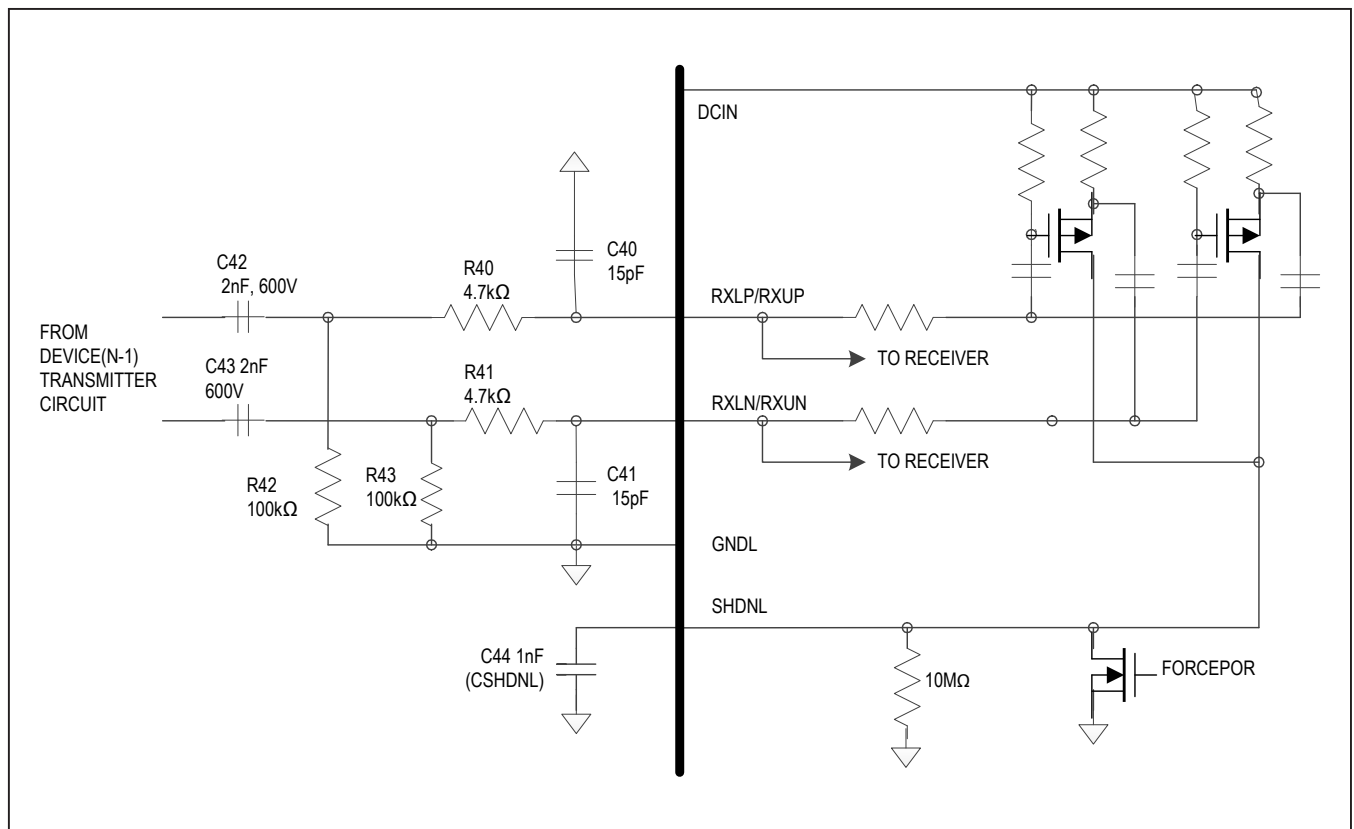 DCIN
C40
15pF
C42
2nF, 600V
R40
4.7kΩ
RXLP/RXUP
FROM
DEVICE(N-1)
TRANSMITTER
CIRCUIT
TO RECEIVER
C43 2nF
600V
R41
4.7kΩ
RXLN/RXUN
TO RECEIVER
R42
100kΩ
R43
100kΩ
C41
15pF
GNDL
SHDNL
C44 1nF
(CSHDNL)
10MΩ
FORCEPOR